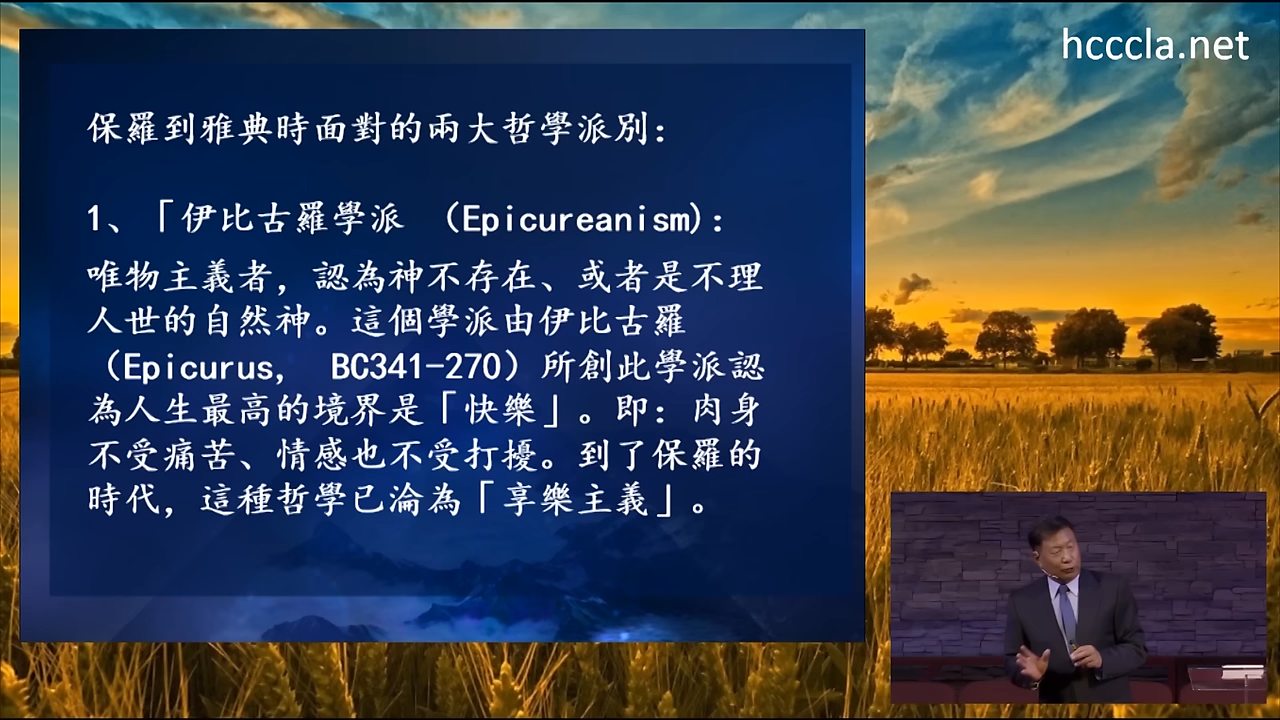 hcccla.net
保羅到雅典時面對的兩大哲學派別：
1、「伊比古羅學派 （Epicureanism）：
唯物主義者，認為神不存在、或者是不理
人世的自然神。這個學派由伊比古羅
（Epicurus， BC341-270）所創此學派認
為人生最高的境界是「快樂」。即：肉身
不受痛苦、情感也不受打擾。到了保羅的
時代，這種哲學已淪為「享樂主義」。